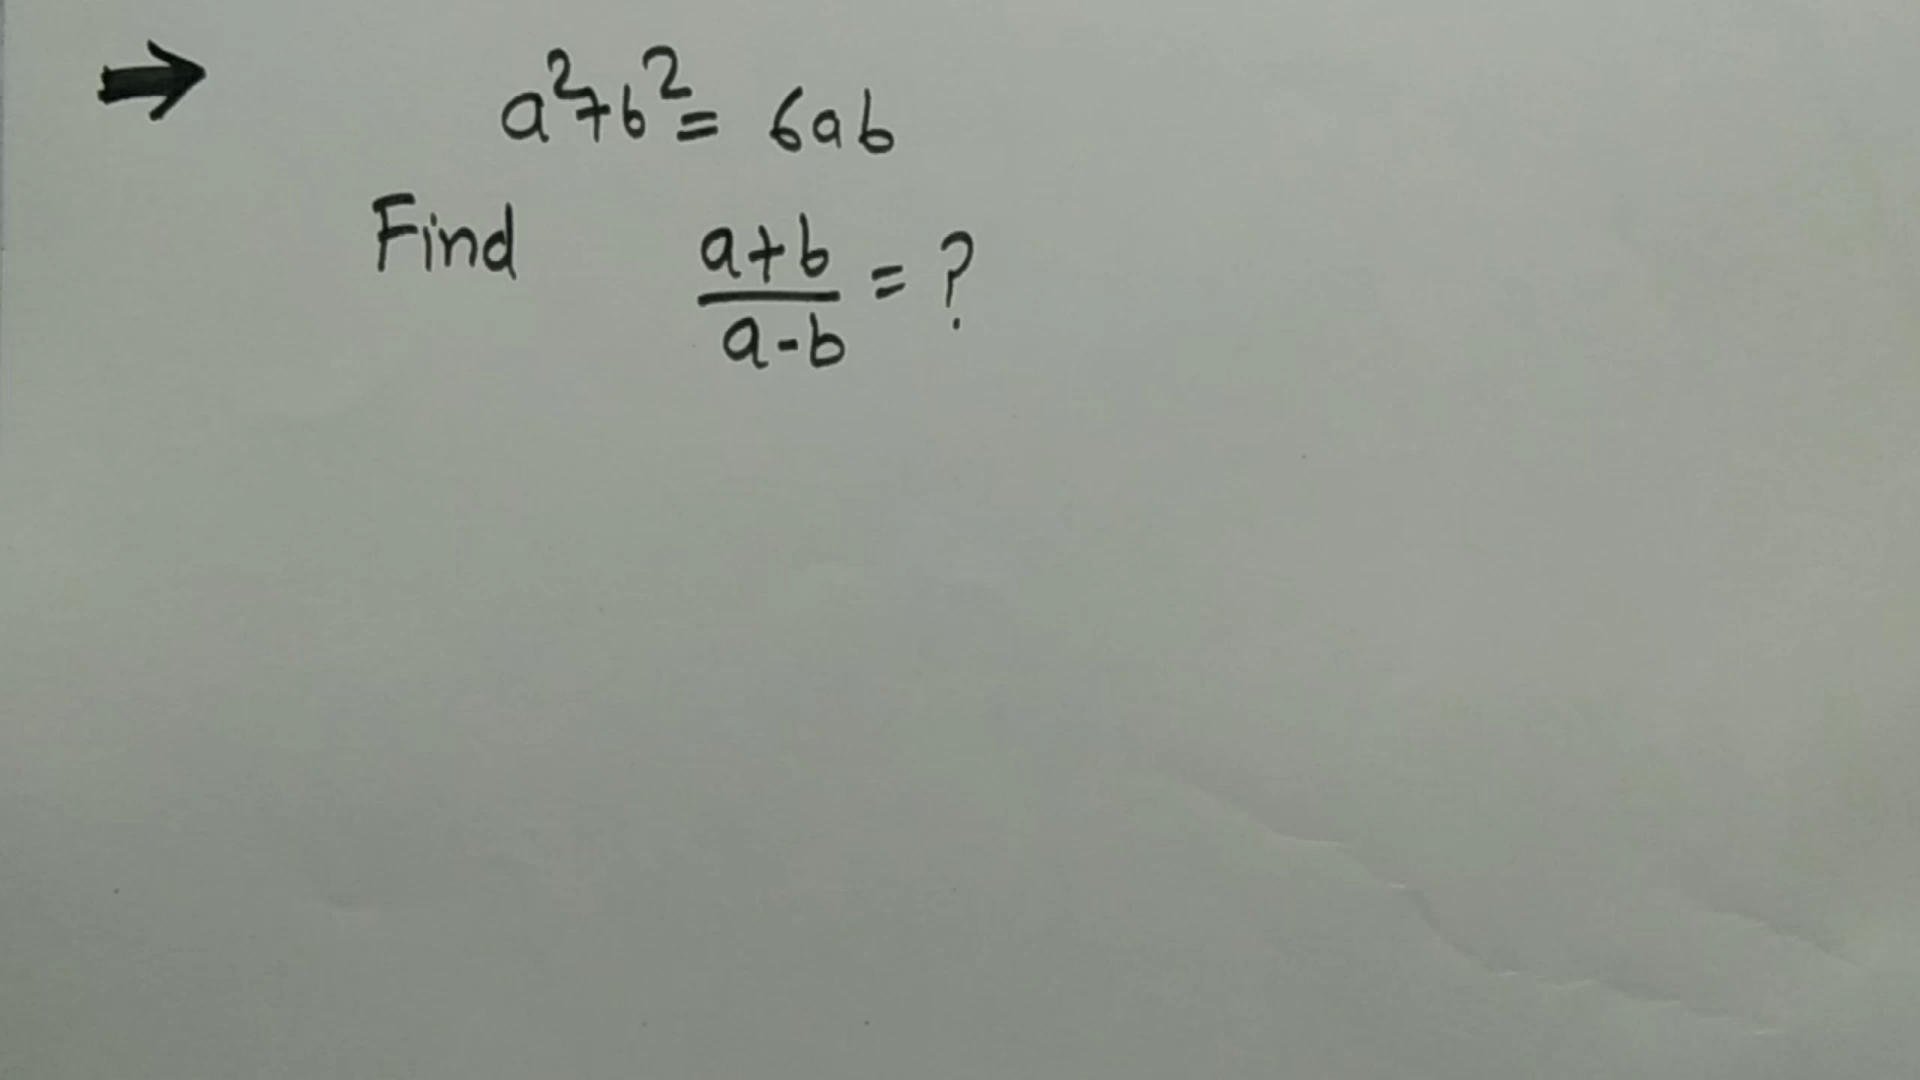 a²+b² = 6ab
Find a+b/a-b = ?